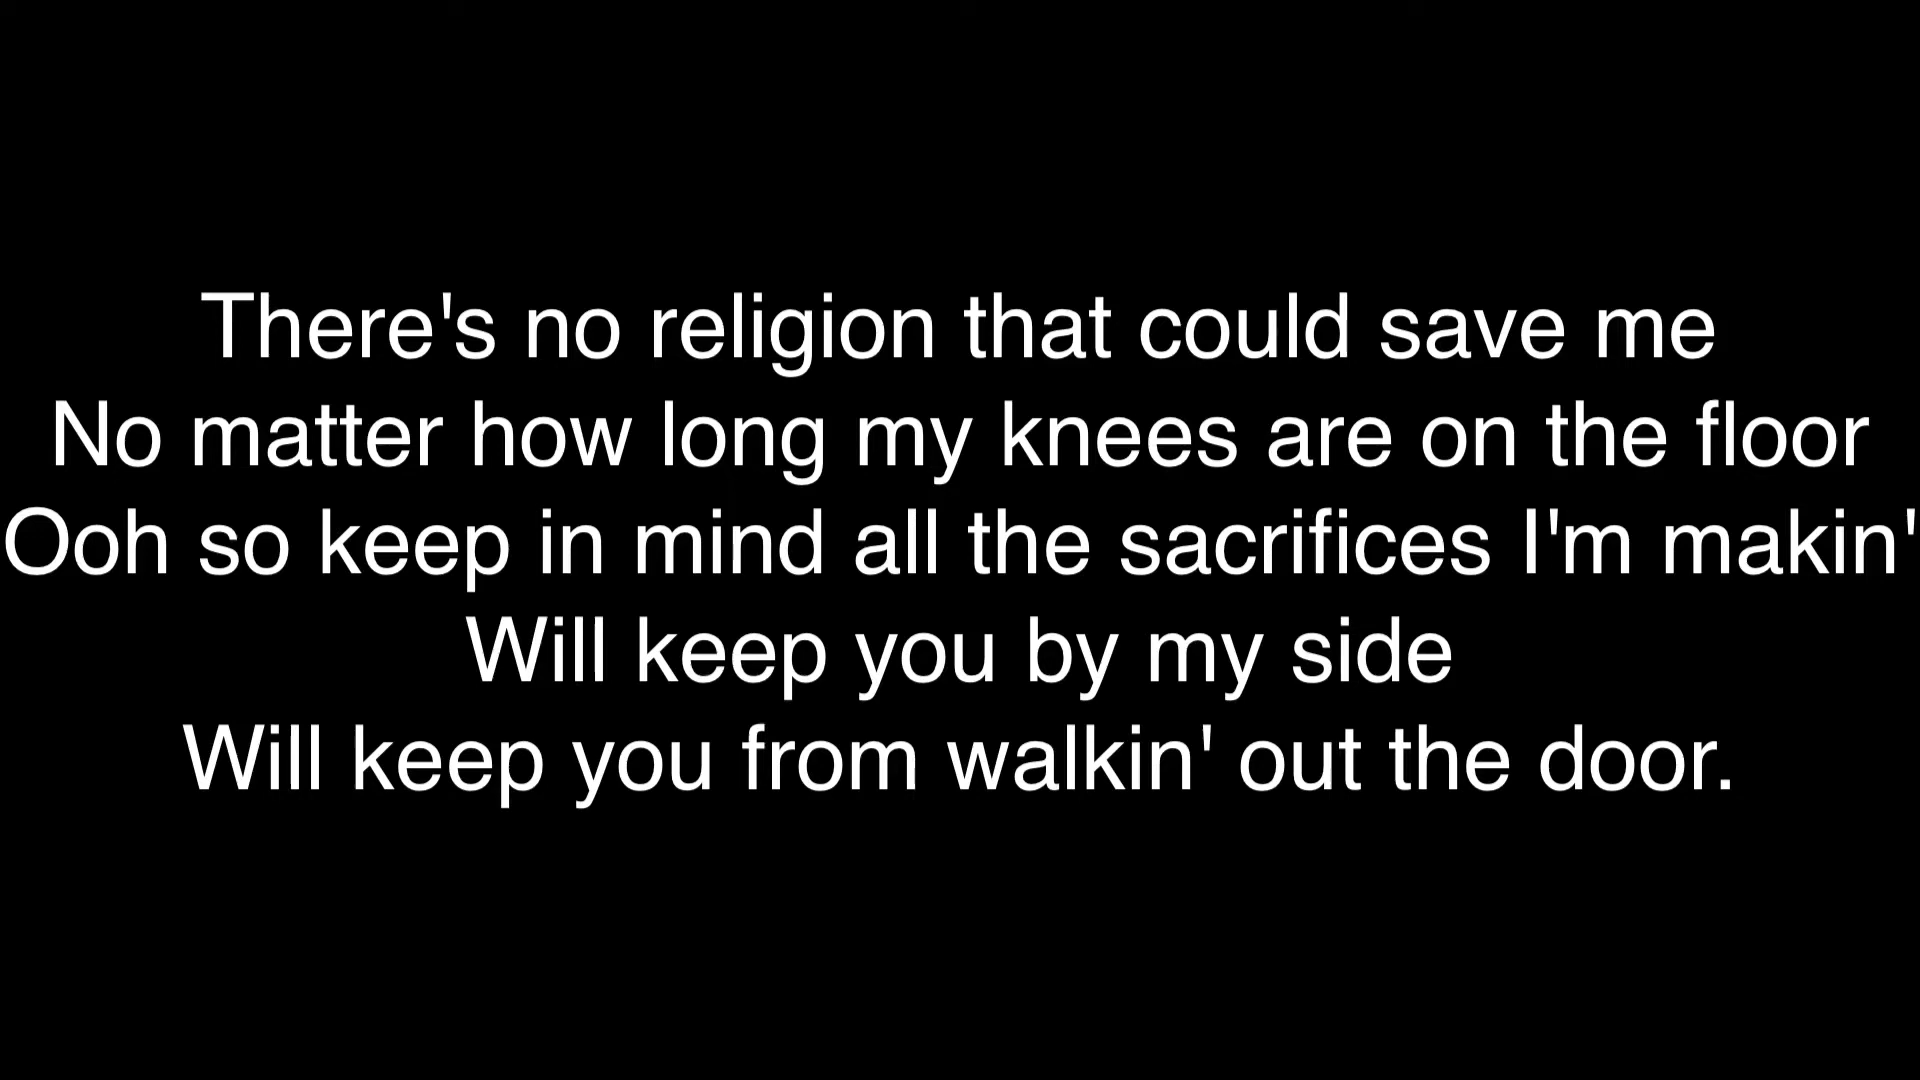 There's no religion that could save me
No matter how long my knees are on the floor
Ooh so keep in mind all the sacrifices I'm makin'
Will keep you by my side
Will keep you from walkin' out the door.